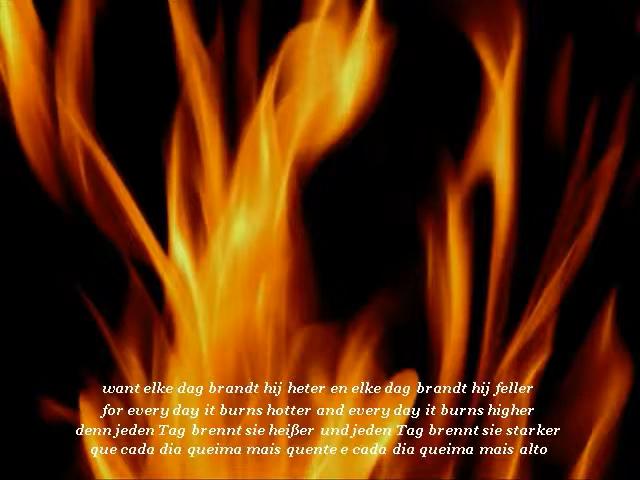 want elke dag brandt hij heter en elke dag brandt hij feller
for every day it burns hotter and every day it burns higher
denn jeden Tag brennt sie heißer und jeden Tag brennt sie starker
que cada dia queima mais quente e cada dia queima mais alto